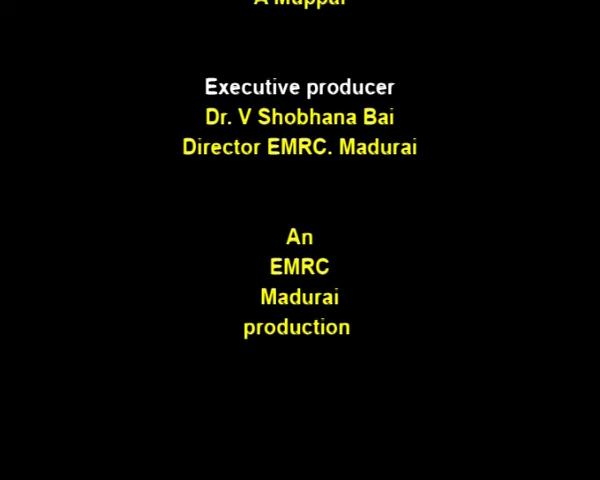 Executive producer
Dr. V Shobhana Bai
Director EMRC. Madurai
An
EMRC
Madurai
production